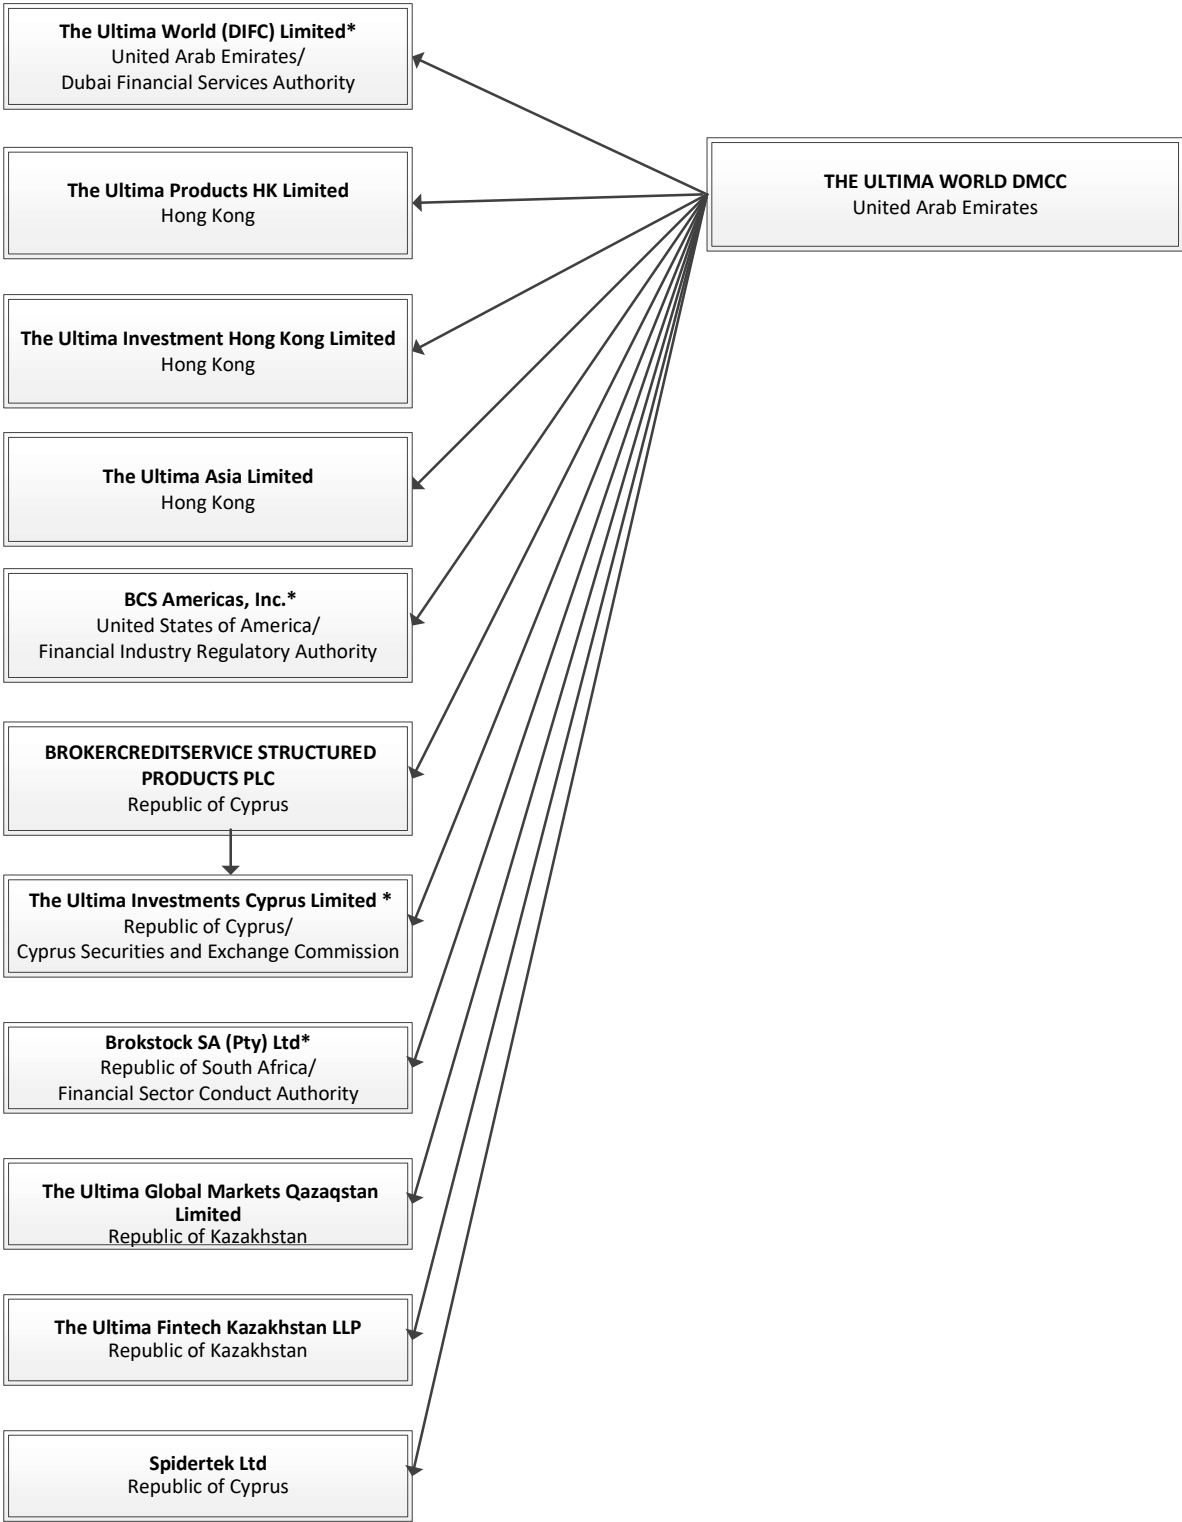 The Ultima World (DIFC) Limited*
United Arab Emirates/
Dubai Financial Services Authority
THE ULTIMA WORLD DMCC
United Arab Emirates
The Ultima Products HK Limited
Hong Kong
The Ultima Investment Hong Kong Limited
Hong Kong
The Ultima Asia Limited
Hong Kong
BCS Americas, Inc.*
United States of America/
Financial Industry Regulatory Authority
BROKERCREDITSERVICE STRUCTURED
PRODUCTS PLC
Republic of Cyprus
The Ultima Investments Cyprus Limited *
Republic of Cyprus/
Cyprus Securities and Exchange Commission
Brokstock SA (Pty) Ltd*
Republic of South Africa/
Financial Sector Conduct Authority
The Ultima Global Markets Qazaqstan
Limited
Republic of Kazakhstan
The Ultima Fintech Kazakhstan LLP
Republic of Kazakhstan
Spidertek Ltd
Republic of Cyprus